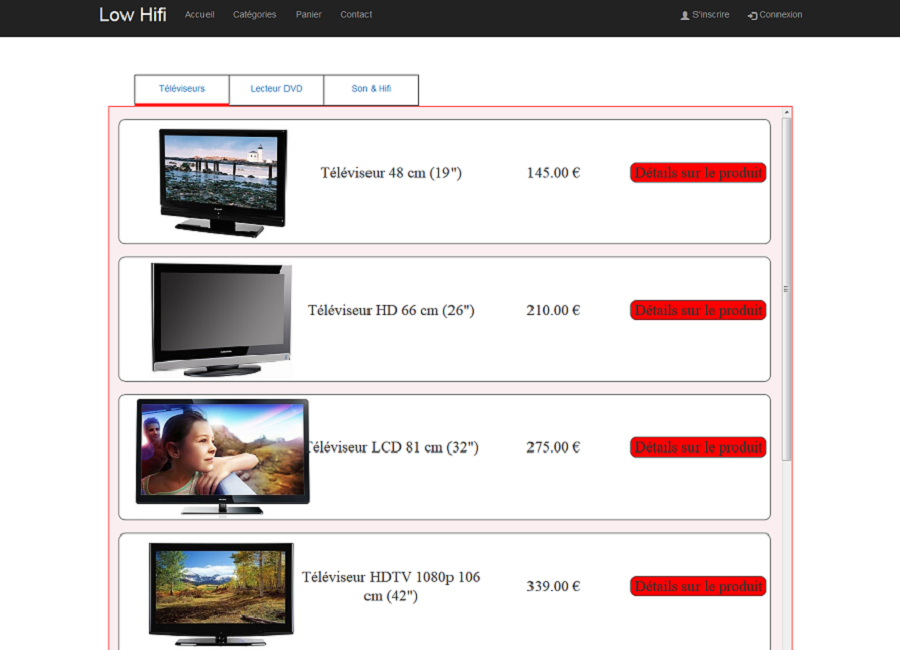 Low Hifi Accueil Catégories Panier Contact S'inscrire Connexion
Téléviseurs Lecteur DVD Son & Hifi
Téléviseur 48 cm (19") 145.00 € Détails sur le produit
Téléviseur HD 66 cm (26") 210.00 € Détails sur le produit
Téléviseur LCD 81 cm (32") 275.00 € Détails sur le produit
Téléviseur HDTV 1080p 106
cm (42") 339.00 € Détails sur le produit